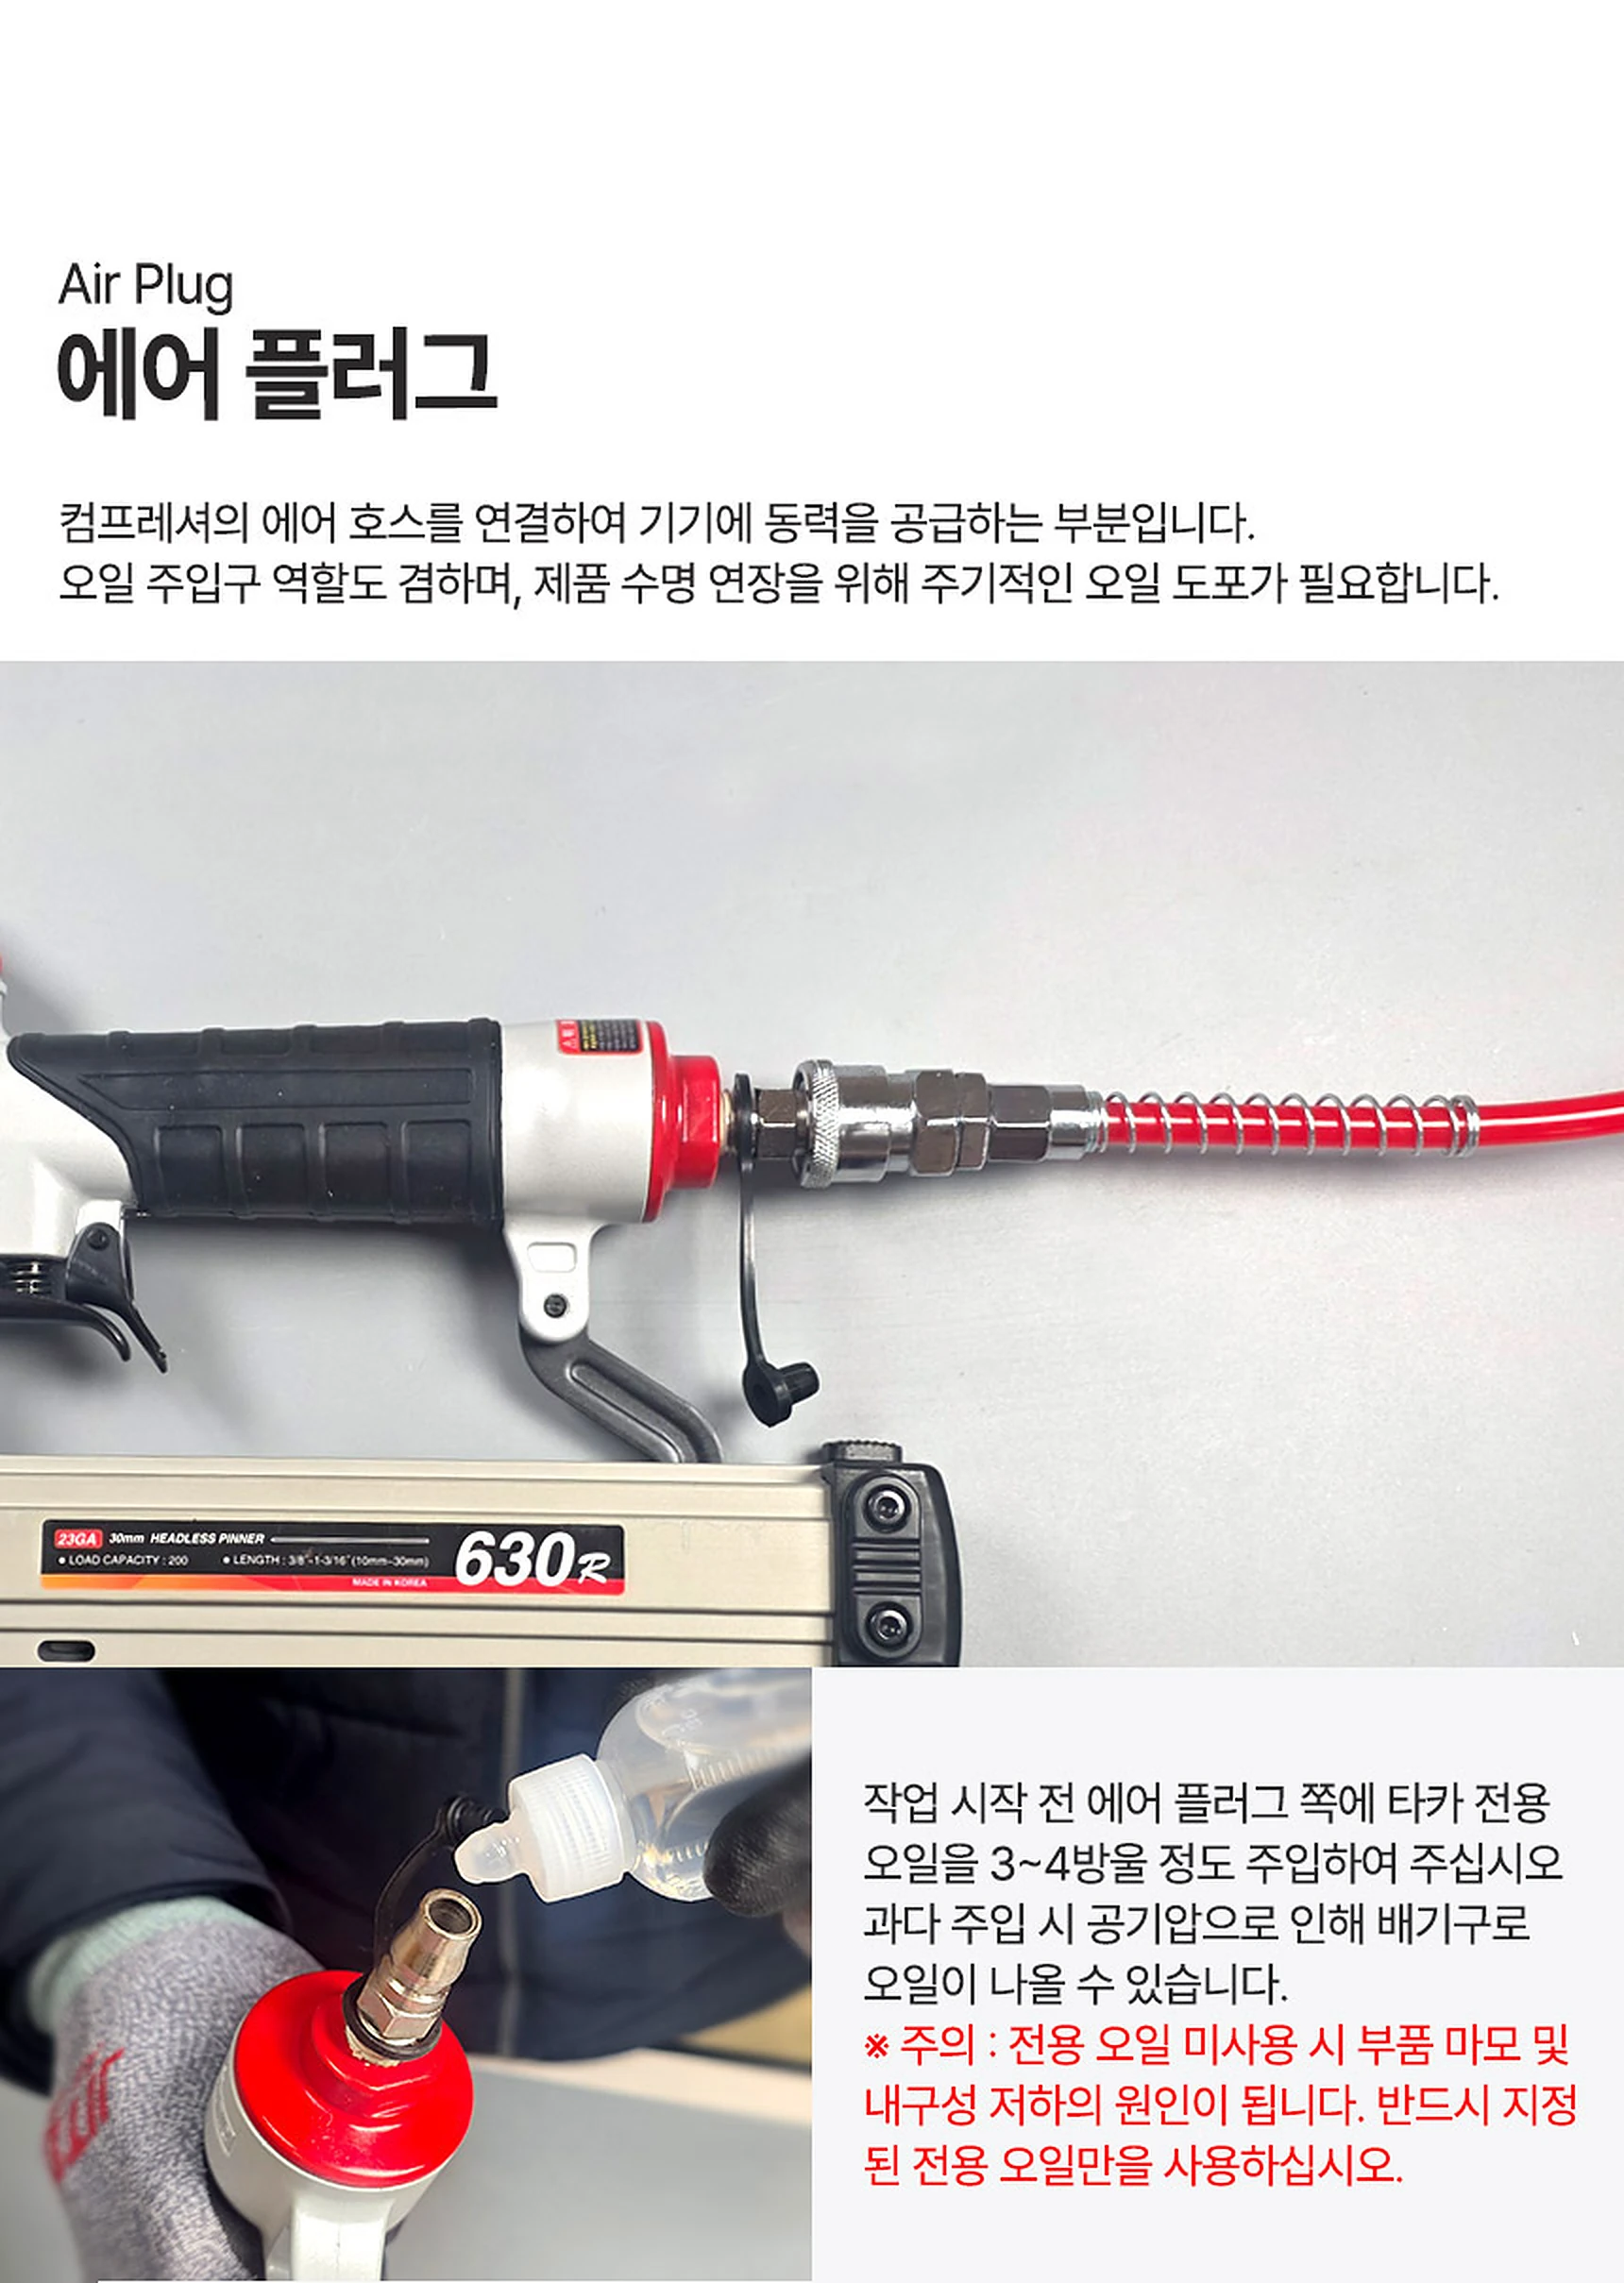 Air Plug
에어 플러그
컴프레셔의 에어 호스를 연결하여 기기에 동력을 공급하는 부분입니다.
오일 주입구 역할도 겸하며, 제품 수명 연장을 위해 주기적인 오일 도포가 필요합니다.
23GA 30mm HEADLESS PINNER
• LOAD CAPACITY : 200 • LENGTH : 3/8"-1-3/16" (10mm~30mm)
630R
MADE IN KOREA
작업 시작 전 에어 플러그 쪽에 타카 전용
오일을 3~4방울 정도 주입하여 주십시오
과다 주입 시 공기압으로 인해 배기구로
오일이 나올 수 있습니다.
※ 주의 : 전용 오일 미사용 시 부품 마모 및
내구성 저하의 원인이 됩니다. 반드시 지정
된 전용 오일만을 사용하십시오.